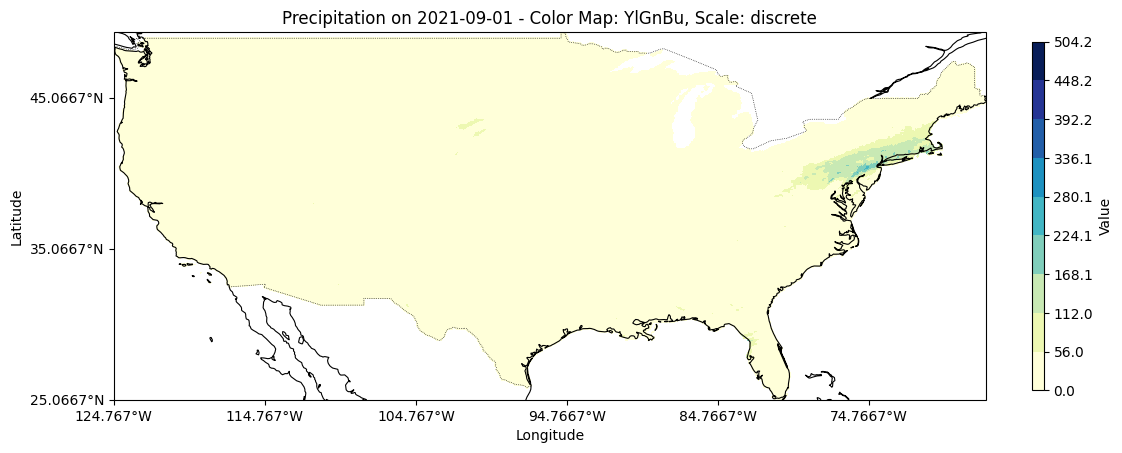 Precipitation on 2021-09-01 - Color Map: YlGnBu, Scale: discrete
45.0667°N
35.0667°N
25.0667°N
Latitude
124.767°W
114.767°W
104.767°W
94.7667°W
84.7667°W
74.7667°W
Longitude
504.2
448.2
392.2
336.1
280.1
224.1
168.1
112.0
56.0
0.0
Value